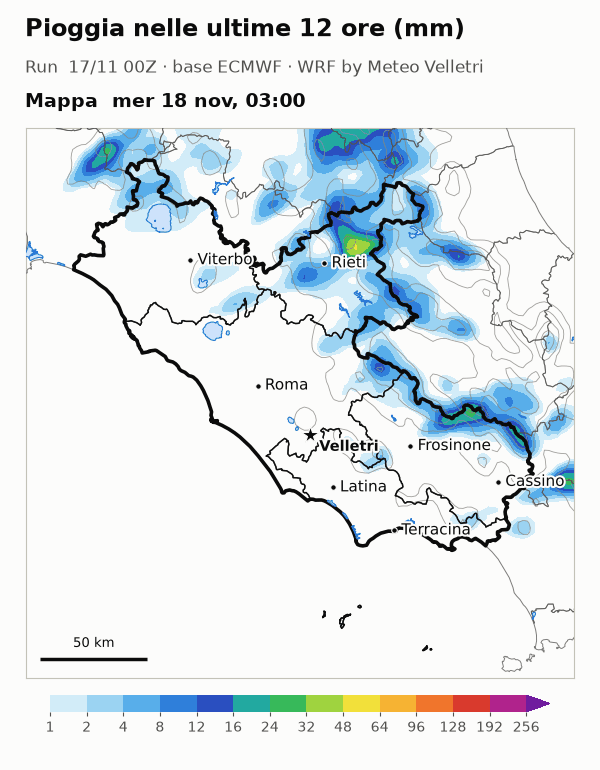 Pioggia nelle ultime 12 ore (mm)
Run  17/11 00Z · base ECMWF · WRF by Meteo Velletri
Mappa  mer 18 nov, 03:00
Viterbo
Rieti
Roma
Velletri
Frosinone
Cassino
Latina
Terracina
50 km
1 2 4 8 12 16 24 32 48 64 96 128 192 256